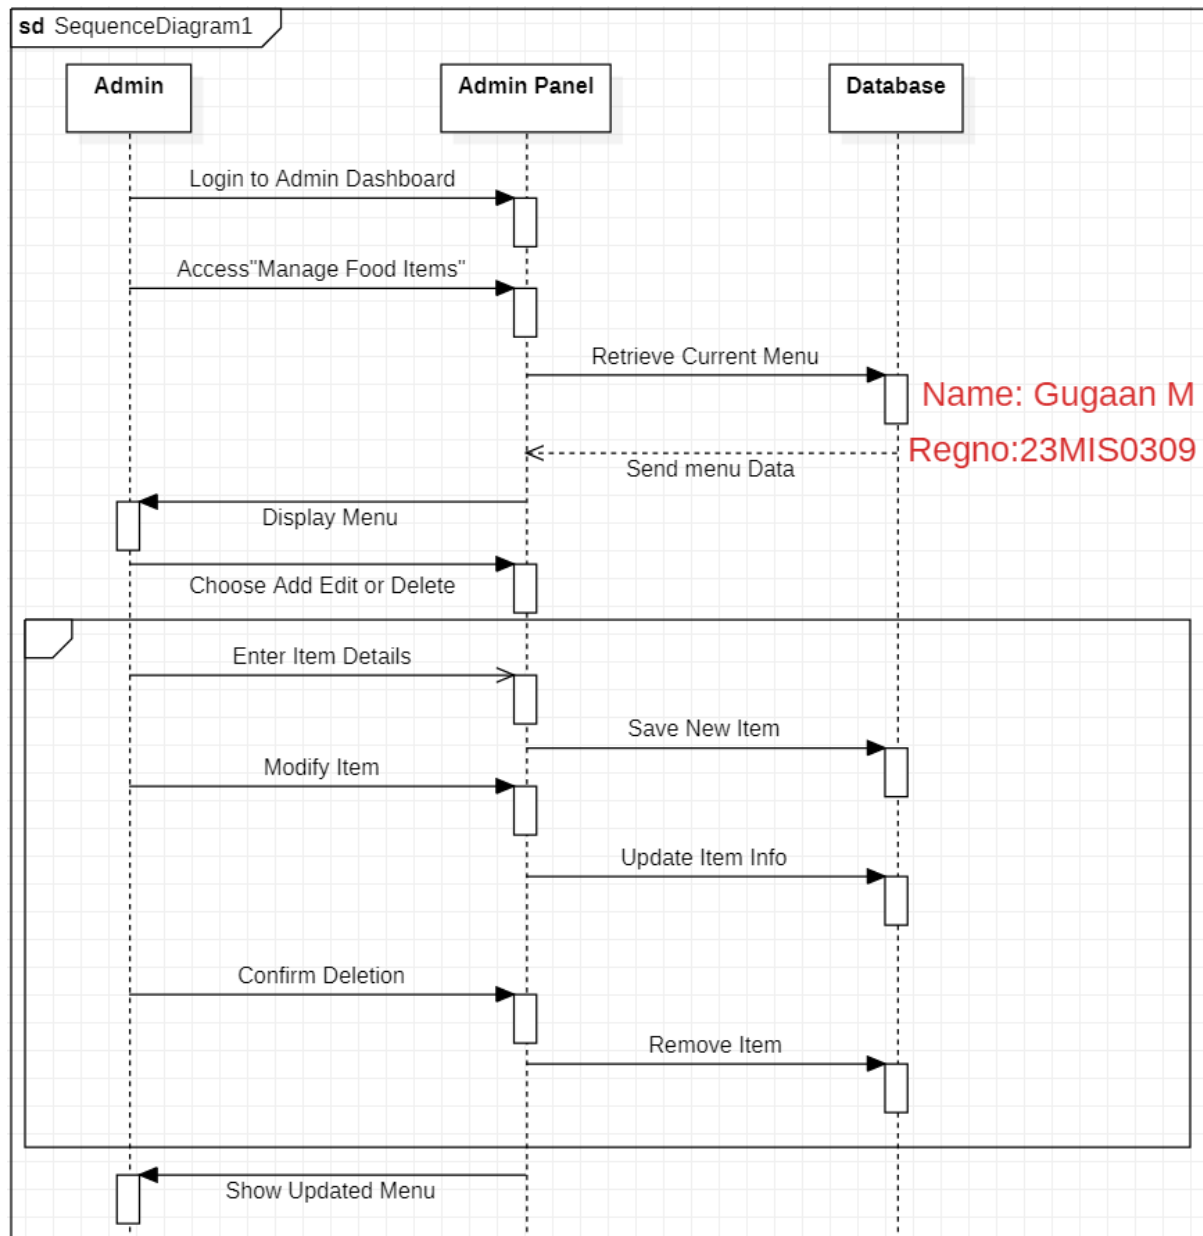 sd SequenceDiagram1
Admin
Admin Panel
Database
Login to Admin Dashboard
Access"Manage Food Items"
Retrieve Current Menu
Name: Gugaan M
Regno:23MIS0309
Send menu Data
Display Menu
Choose Add Edit or Delete
Enter Item Details
Save New Item
Modify Item
Update Item Info
Confirm Deletion
Remove Item
Show Updated Menu